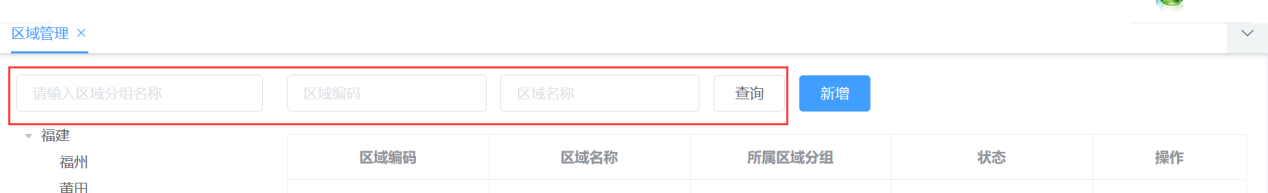 区域管理 ×
请输入区域分组名称 区域编码 区域名称 查询 新增
福建
福州
莆田
区域编码 区域名称 所属区域分组 状态 操作